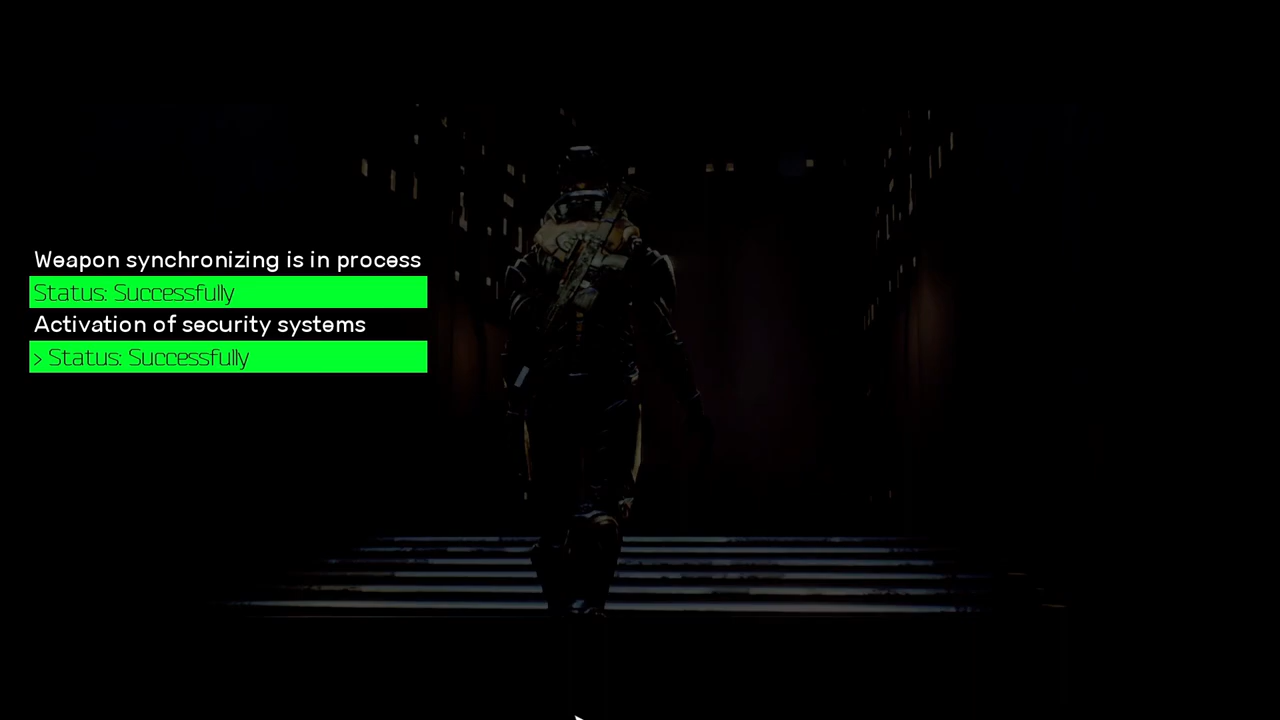 Weapon synchronizing is in process
Status: Successfully
Activation of security systems
> Status: Successfully